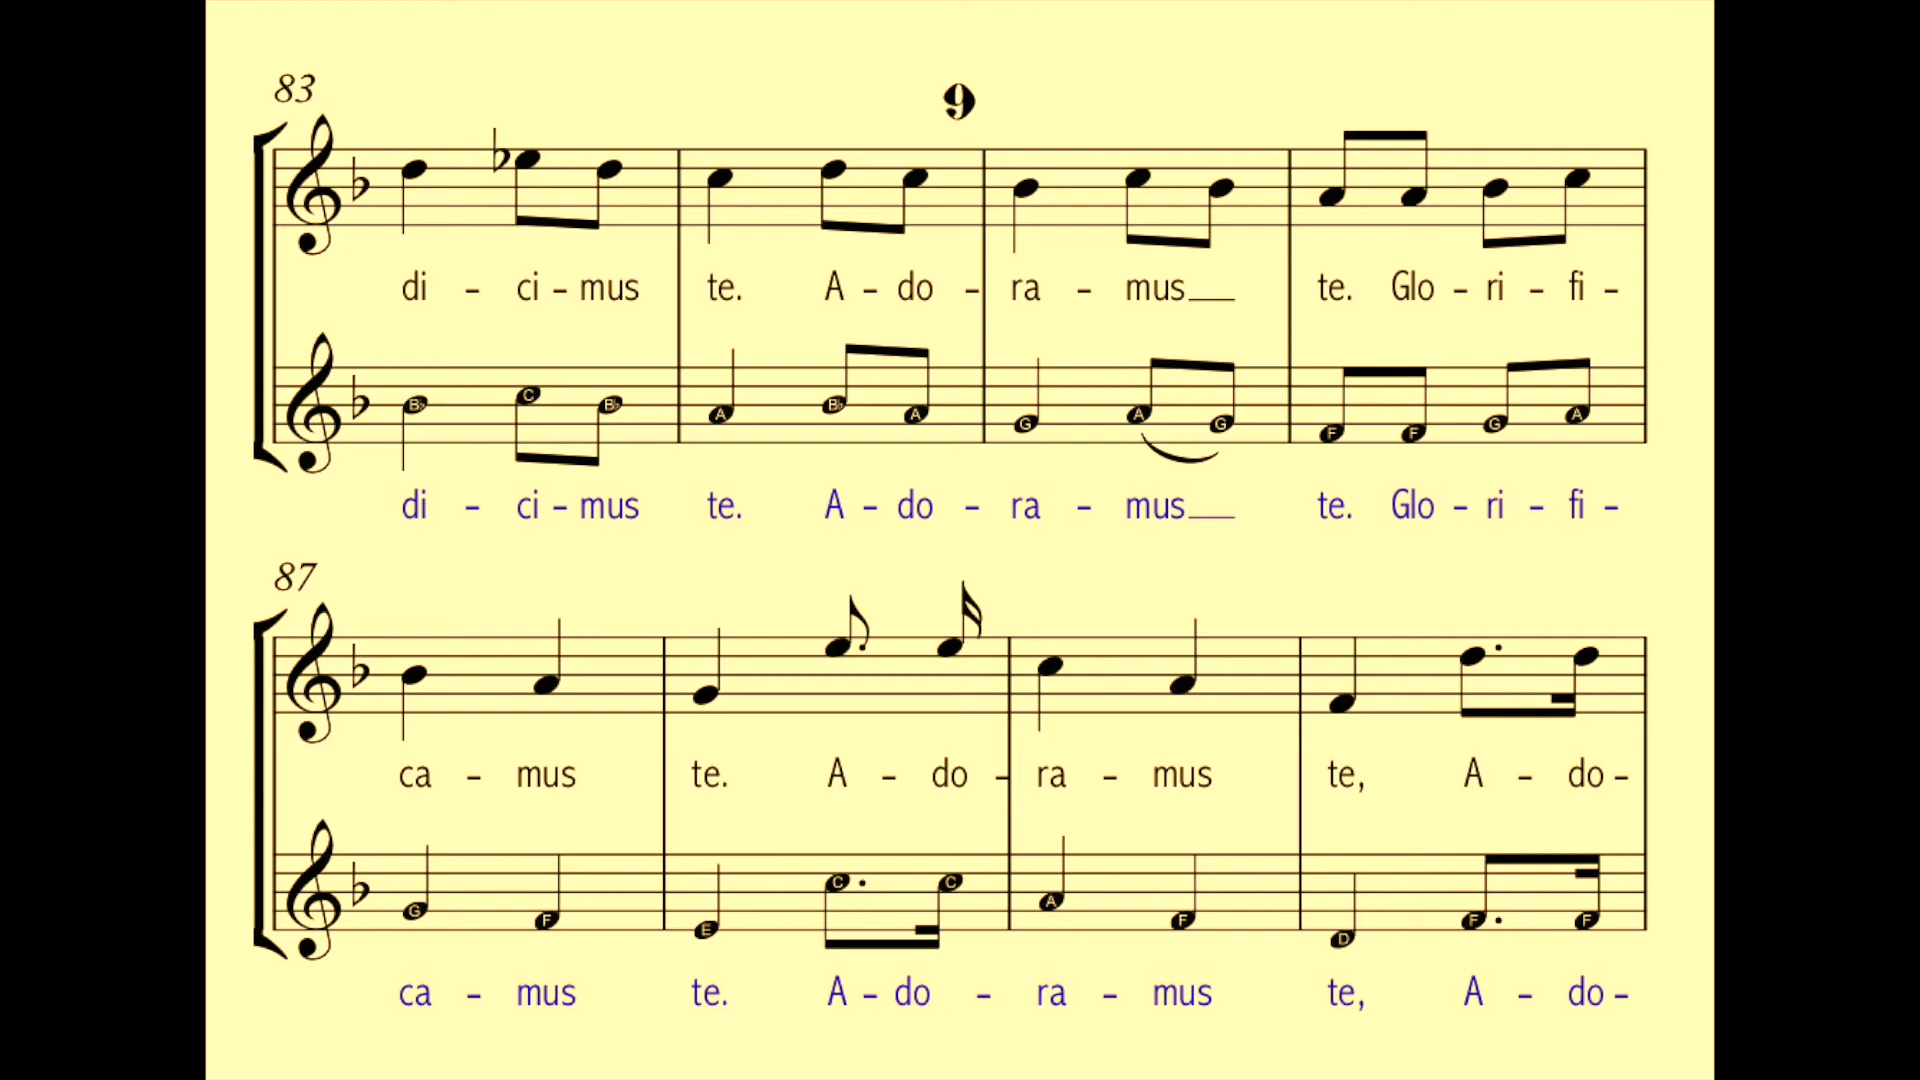 83
9
di - ci - mus te. A - do - ra - mus__ te. Glo - ri - fi -
B♭ C B♭ A B♭ A G A G F F G A
di - ci - mus te. A - do - ra - mus__ te. Glo - ri - fi -
87
ca - mus te. A - do - ra - mus te, A - do -
G F E C C A F D F F
ca - mus te. A - do - ra - mus te, A - do -